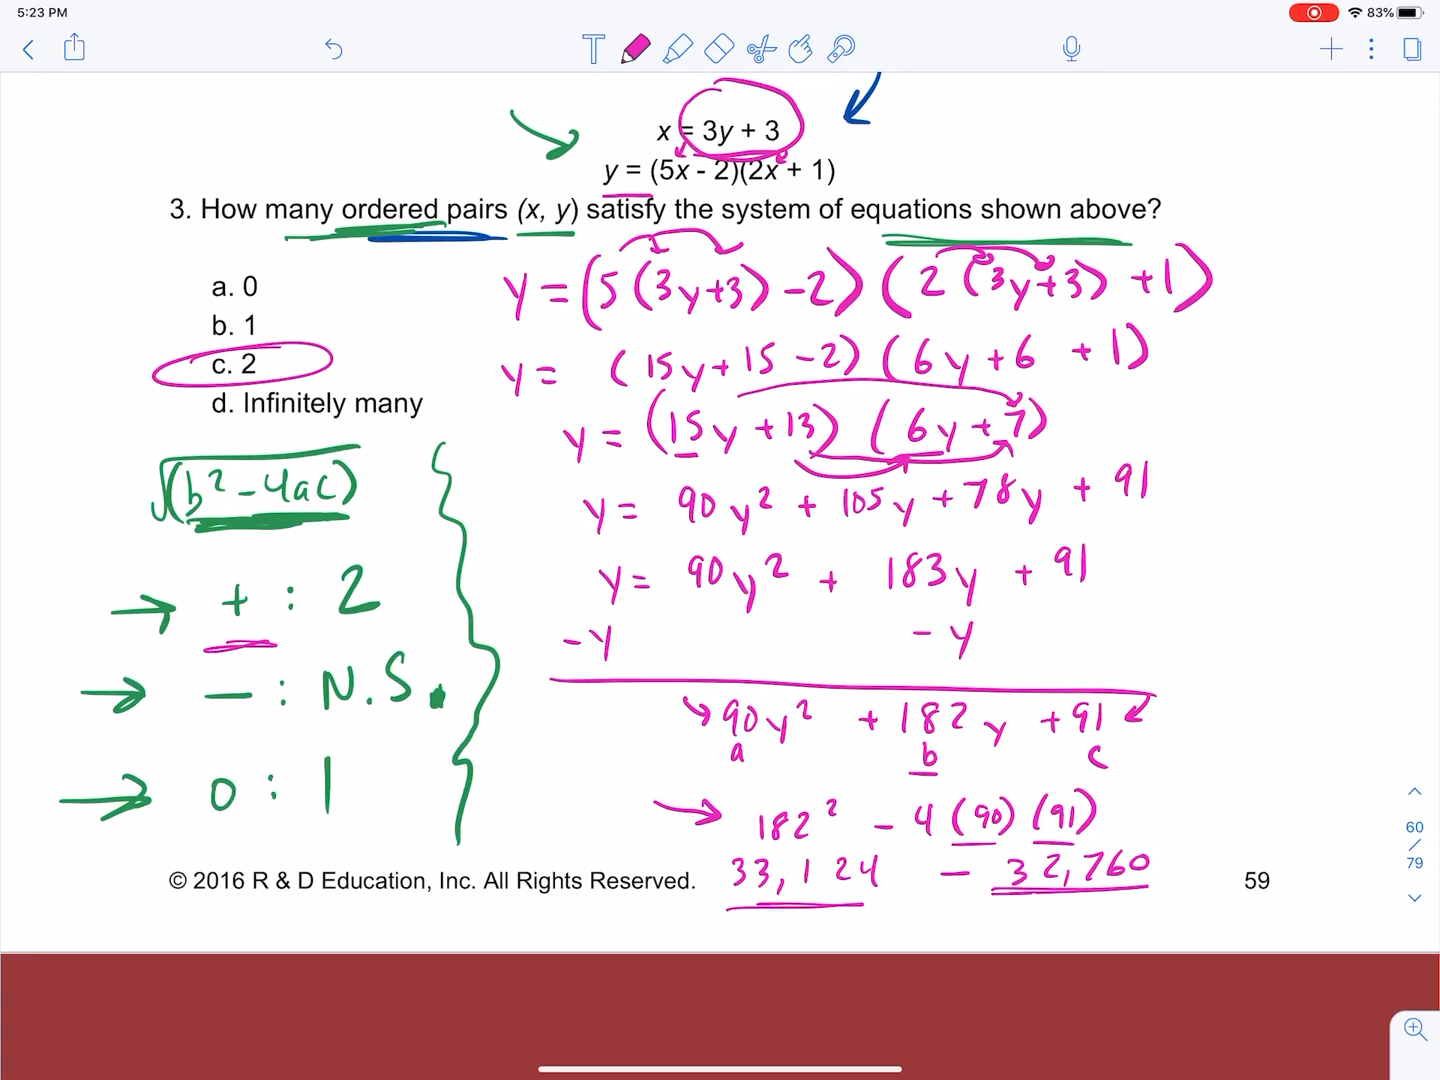 5:23 PM
83%
T
x = 3y + 3
y = (5x - 2)(2x + 1)
3. How many ordered pairs (x, y) satisfy the system of equations shown above?
a. 0
b. 1
c. 2
d. Infinitely many
y = (5(3y+3)-2) (2(3y+3)+1)
y = (15y+15-2) (6y+6+1)
y = (15y+13) (6y+7)
y = 90y² + 105y + 78y + 91
y = 90y² + 183y + 91
-y - y
90y² + 182y + 91
a b c
182² - 4(90)(91)
33,124 - 32,760
√(b²-4ac)
→ + : 2
→ — : N.S.
→ 0 : 1
© 2016 R & D Education, Inc. All Rights Reserved.
59
60
/
79